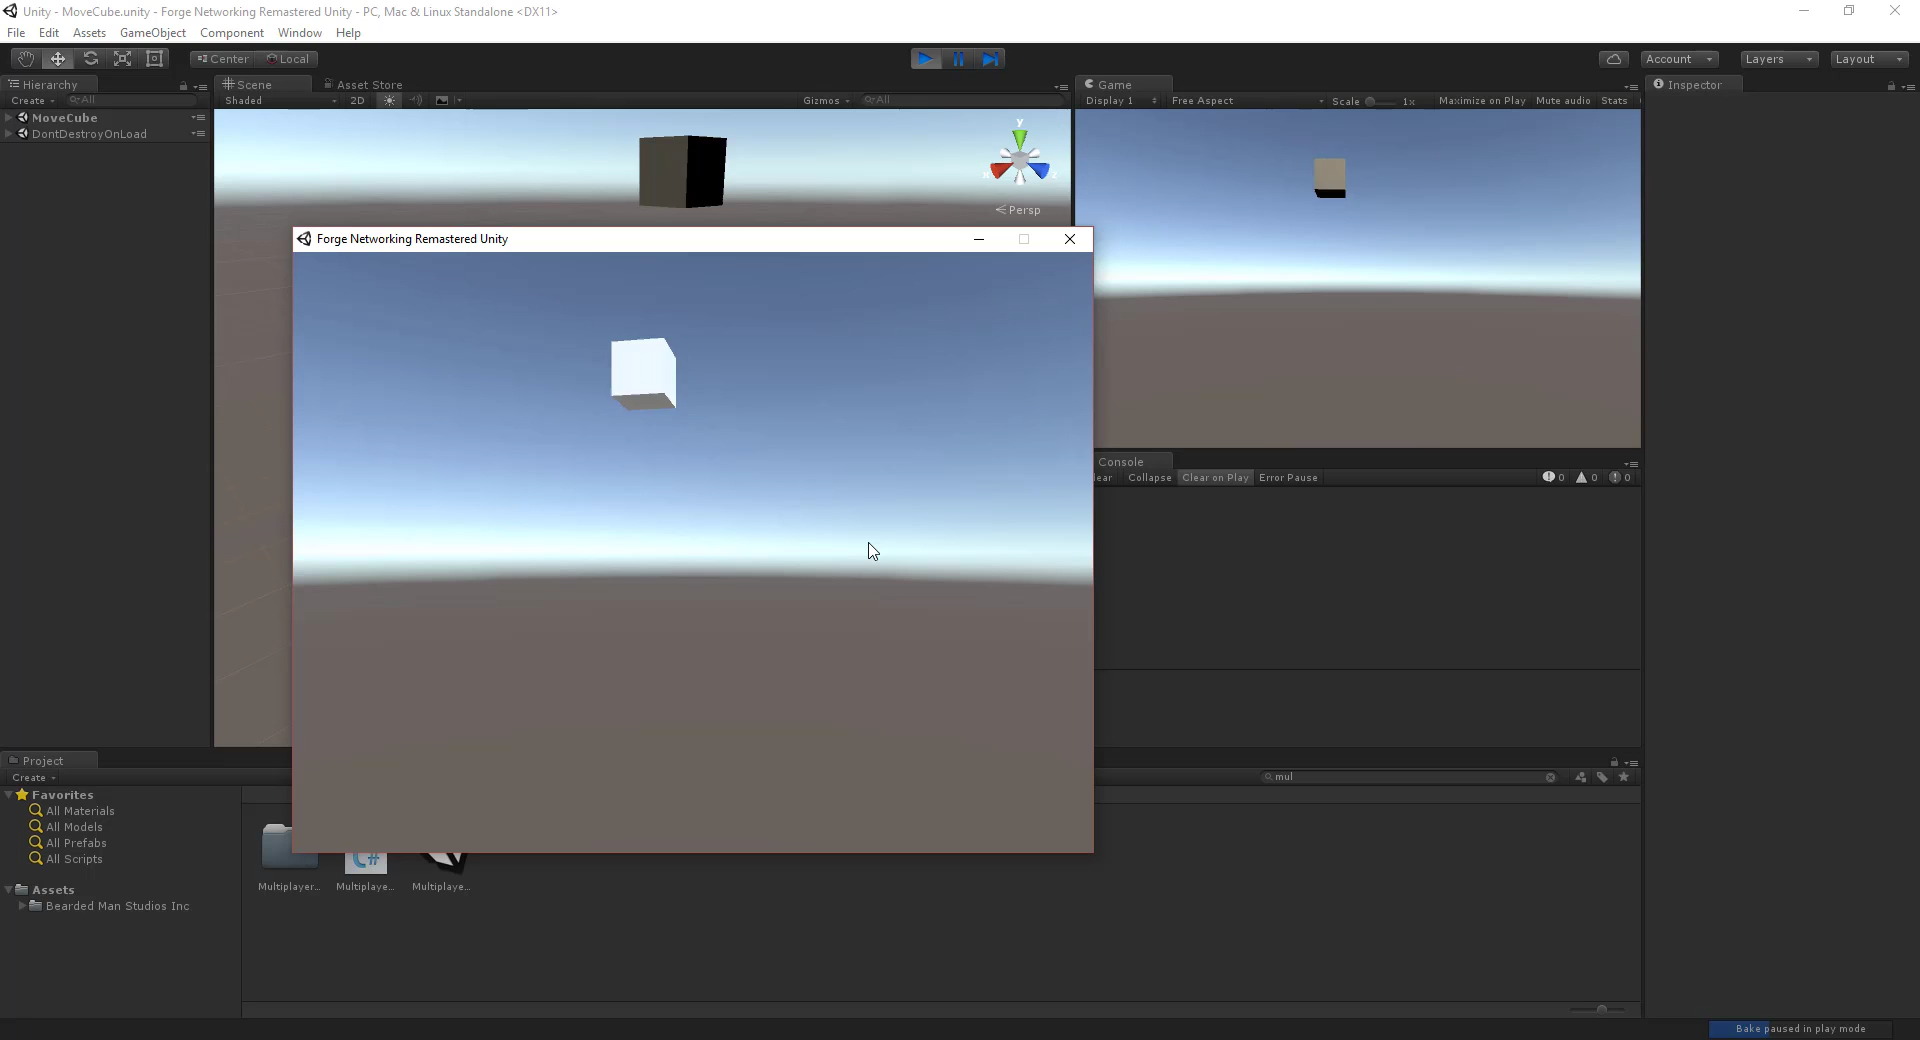 Unity - MoveCube.unity - Forge Networking Remastered Unity - PC, Mac & Linux Standalone <DX11>
File Edit Assets GameObject Component Window Help
Center Local Account Layers Layout
Hierarchy Scene Asset Store Game Inspector
Create All Shaded 2D Gizmos All Display 1 Free Aspect Scale 1x Maximize on Play Mute audio Stats
MoveCube
DontDestroyOnLoad
y
x z
Persp
Forge Networking Remastered Unity
Console
lear Collapse Clear on Play Error Pause 0 0 0
Project
Create mul
Favorites
All Materials
All Models
All Prefabs
All Scripts
C#
Multiplayer... Multiplaye... Multiplaye...
Assets
Bearded Man Studios Inc
Bake paused in play mode